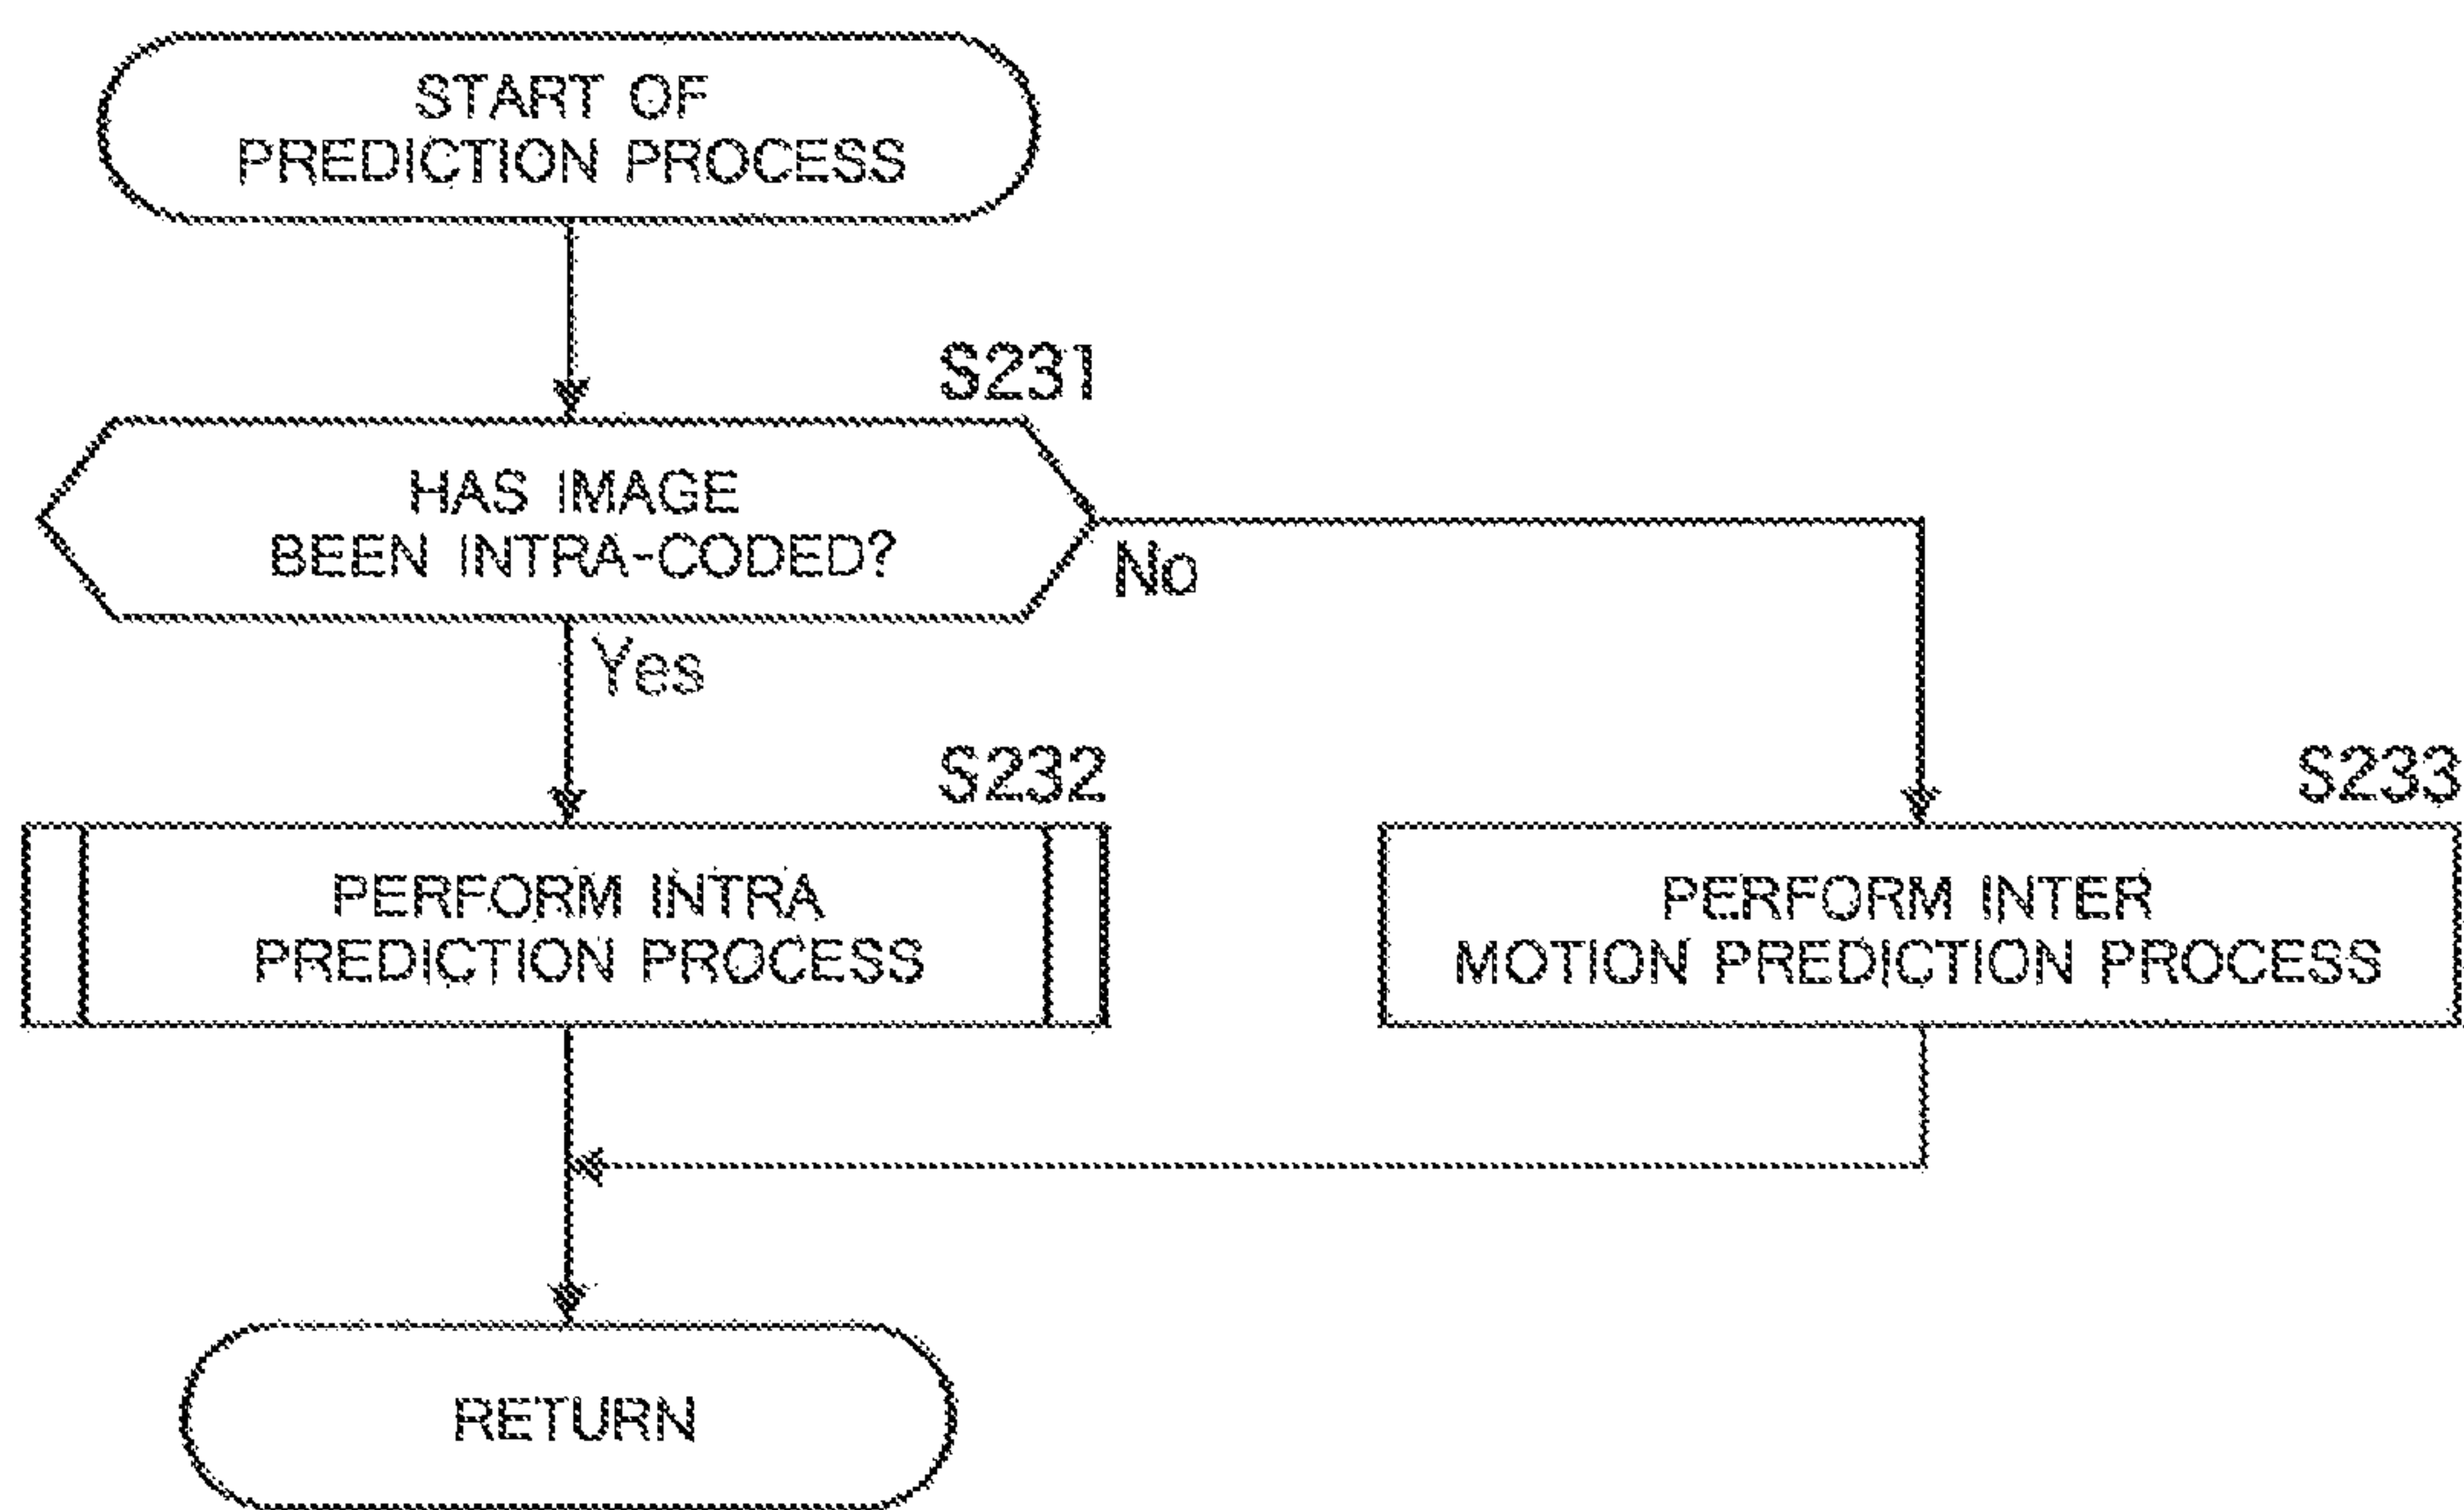 START OF
PREDICTION PROCESS
S231
HAS IMAGE
BEEN INTRA-CODED?
No
Yes
S232
S233
PERFORM INTRA
PREDICTION PROCESS
PERFORM INTER
MOTION PREDICTION PROCESS
RETURN